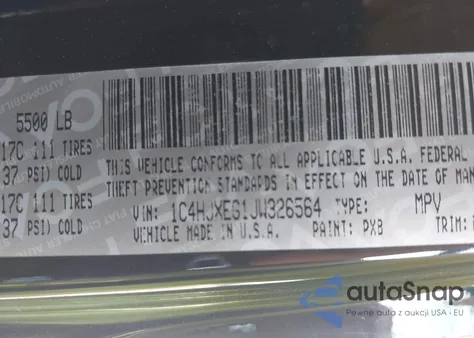 5500 LB
17C 111 TIRES
37 PSI) COLD
17C 111 TIRES
37 PSI) COLD
THIS VEHICLE CONFORMS TO ALL APPLICABLE U.S.A. FEDERAL
THEFT PREVENTION STANDARDS IN EFFECT ON THE DATE OF MAN
VIN: 1C4HJXEG1JW326564 TYPE: MPV
VEHICLE MADE IN U.S.A. PAINT: PXB TRIM:
autoSnap
Pewne auta z aukcji USA - EU